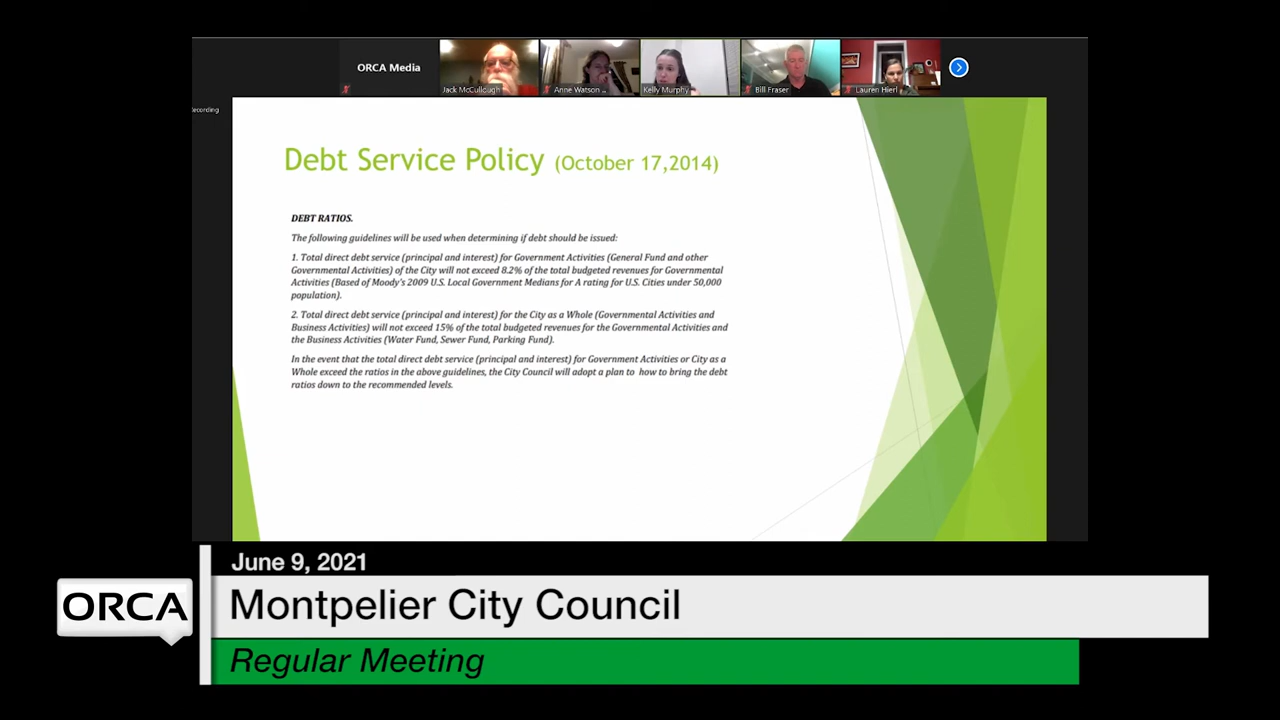 ORCA Media
Jack McCullough
Anne Watson ...
Kelly Murphy
Bill Fraser
Lauren Hierl
ecording
Debt Service Policy (October 17,2014)
DEBT RATIOS.
The following guidelines will be used when determining if debt should be issued:
1. Total direct debt service (principal and interest) for Government Activities (General Fund and other
Governmental Activities) of the City will not exceed 8.2% of the total budgeted revenues for Governmental
Activities (Based of Moody's 2009 U.S. Local Government Medians for A rating for U.S. Cities under 50,000
population).
2. Total direct debt service (principal and interest) for the City as a Whole (Governmental Activities and
Business Activities) will not exceed 15% of the total budgeted revenues for the Governmental Activities and
the Business Activities (Water Fund, Sewer Fund, Parking Fund).
In the event that the total direct debt service (principal and interest) for Government Activities or City as a
Whole exceed the ratios in the above guidelines, the City Council will adopt a plan to how to bring the debt
ratios down to the recommended levels.
June 9, 2021
ORCA
Montpelier City Council
Regular Meeting